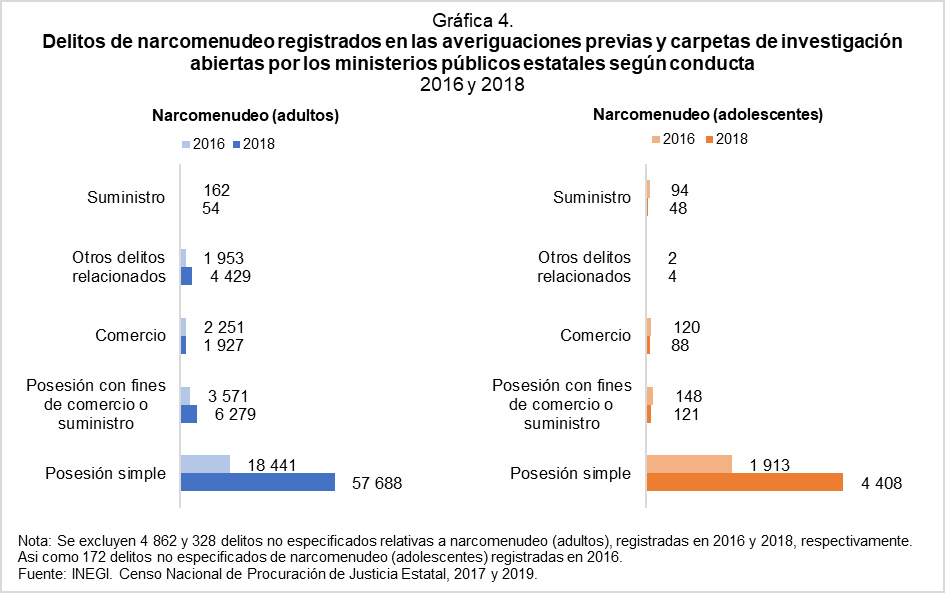 Gráfica 4.
Delitos de narcomenudeo registrados en las averiguaciones previas y carpetas de investigación
abiertas por los ministerios públicos estatales según conducta
2016 y 2018
Narcomenudeo (adultos)
2016 2018
Suministro
162
54
Otros delitos
relacionados
1 953
4 429
Comercio
2 251
1 927
Posesión con fines
de comercio o
suministro
3 571
6 279
Posesión simple
18 441
57 688
Narcomenudeo (adolescentes)
2016 2018
Suministro
94
48
Otros delitos
relacionados
2
4
Comercio
120
88
Posesión con fines
de comercio o
suministro
148
121
Posesión simple
1 913
4 408
Nota: Se excluyen 4 862 y 328 delitos no especificados relativas a narcomenudeo (adultos), registradas en 2016 y 2018, respectivamente.
Asi como 172 delitos no especificados de narcomenudeo (adolescentes) registradas en 2016.
Fuente: INEGI. Censo Nacional de Procuración de Justicia Estatal, 2017 y 2019.